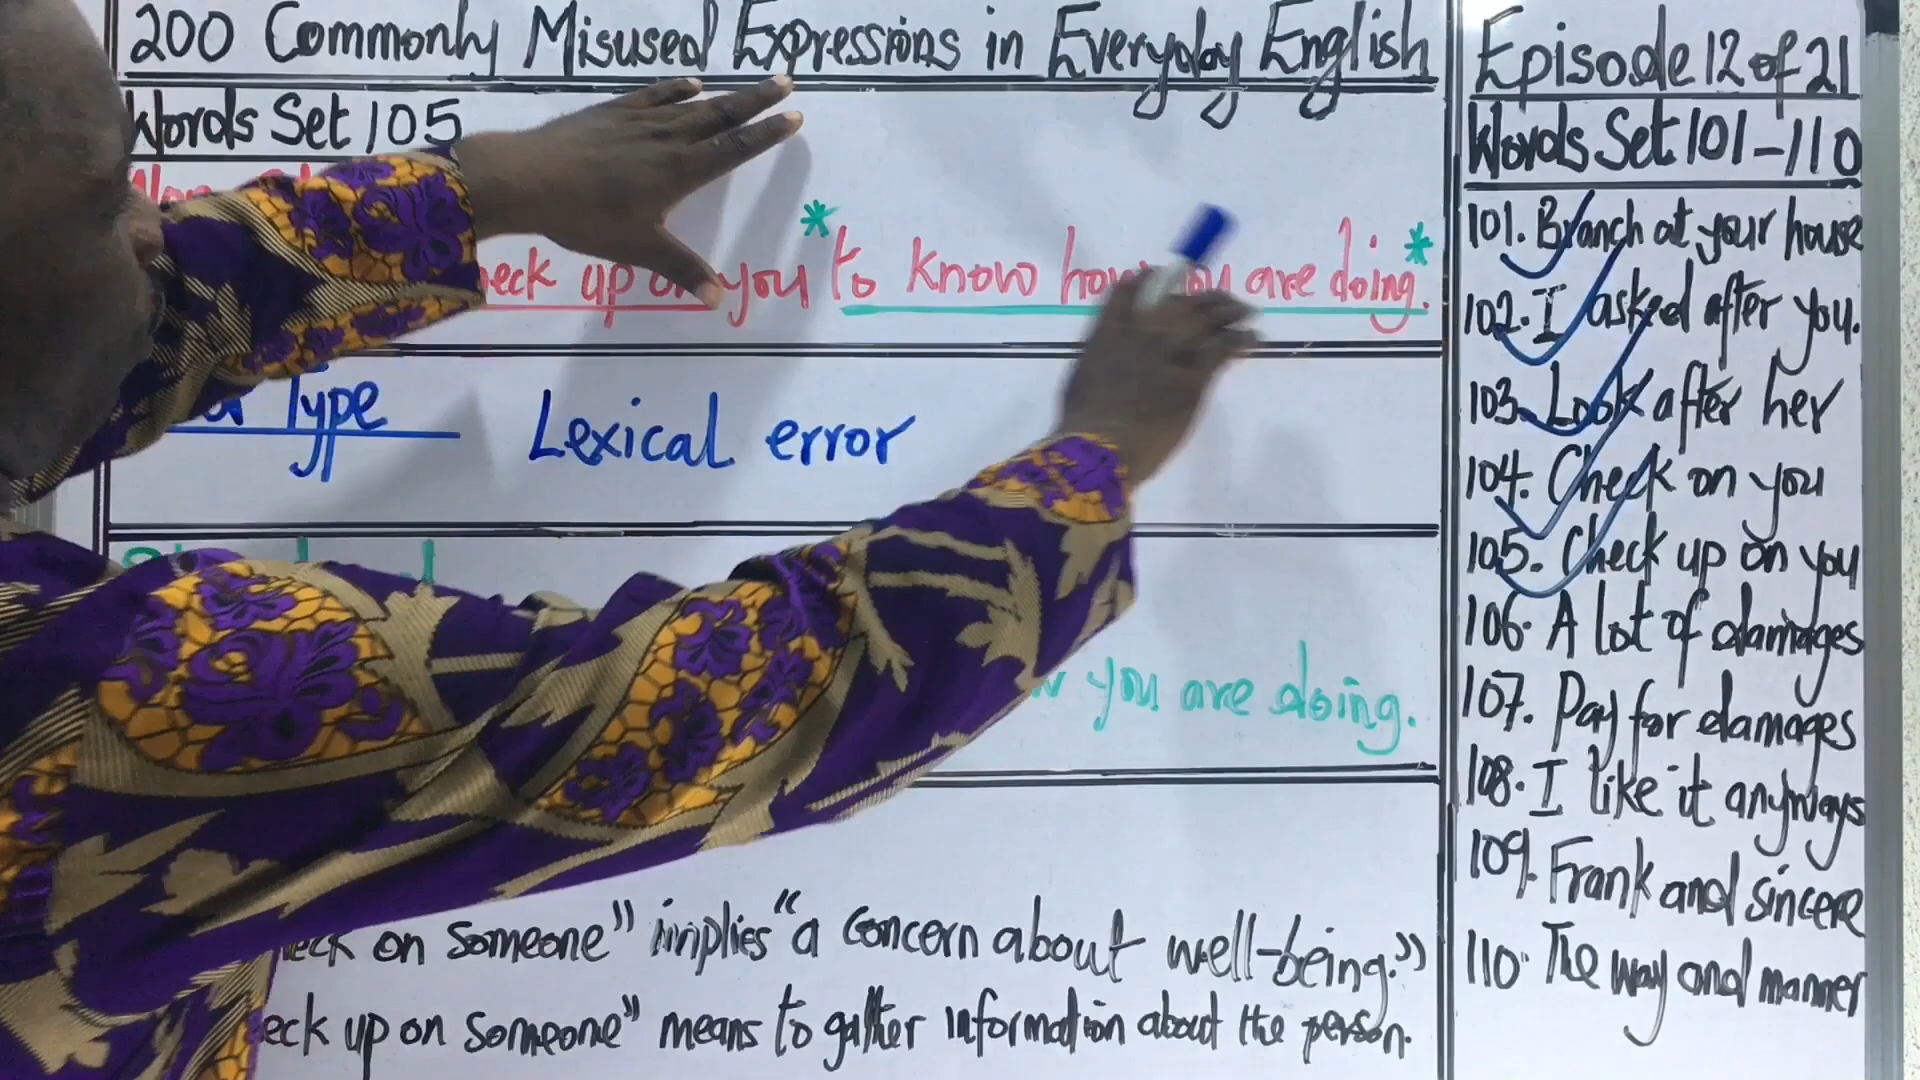 200 Commonly Misused Expressions in Everyday English
Words Set 105
up on you *to know how you are doing.*
Type Lexical error
you are doing.
on someone" implies "a concern about well-being."
up on someone" means to gather information about the person.
Episode 12 of 21
Words Set 101-110
101. Branch at your house
102. I asked after you.
103. Look after her
104. Check on you
105. Check up on you
106. A lot of damages
107. Pay for damages
108. I like it anyways
109. Frank and sincere
110. The way and manner